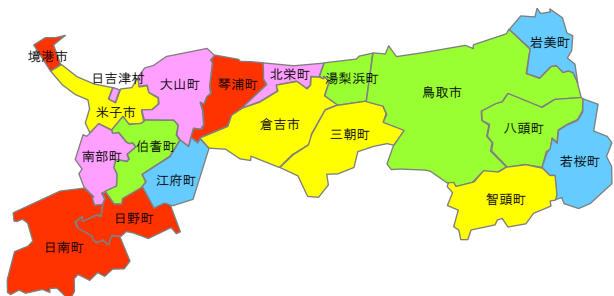 岩美町
境港市
日吉津村
大山町
琴浦町
北栄町
湯梨浜町
鳥取市
米子市
倉吉市
三朝町
八頭町
伯耆町
南部町
江府町
若桜町
智頭町
日野町
日南町